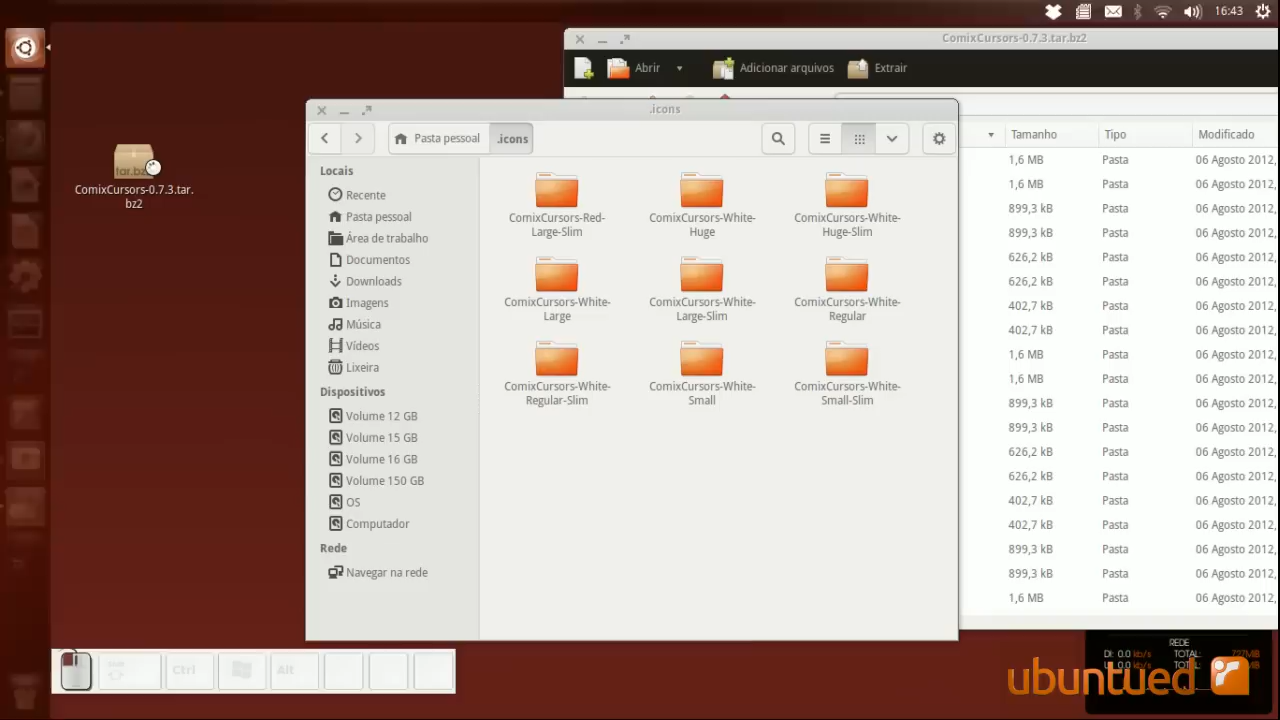 16:43
ComixCursors-0.7.3.tar.bz2
Abrir
Adicionar arquivos
Extrair
.icons
Pasta pessoal
.icons
Tamanho
Tipo
Modificado
Locais
Recente
Pasta pessoal
Área de trabalho
Documentos
Downloads
Imagens
Música
Vídeos
Lixeira
Dispositivos
Volume 12 GB
Volume 15 GB
Volume 16 GB
Volume 150 GB
OS
Computador
Rede
Navegar na rede
tar.bz
ComixCursors-0.7.3.tar.
bz2
ComixCursors-Red-
Large-Slim
ComixCursors-White-
Huge
ComixCursors-White-
Huge-Slim
ComixCursors-White-
Large
ComixCursors-White-
Large-Slim
ComixCursors-White-
Regular
ComixCursors-White-
Regular-Slim
ComixCursors-White-
Small
ComixCursors-White-
Small-Slim
1,6 MB Pasta 06 Agosto 2012,
1,6 MB Pasta 06 Agosto 2012,
899,3 kB Pasta 06 Agosto 2012,
899,3 kB Pasta 06 Agosto 2012,
626,2 kB Pasta 06 Agosto 2012,
626,2 kB Pasta 06 Agosto 2012,
402,7 kB Pasta 06 Agosto 2012,
402,7 kB Pasta 06 Agosto 2012,
1,6 MB Pasta 06 Agosto 2012,
1,6 MB Pasta 06 Agosto 2012,
899,3 kB Pasta 06 Agosto 2012,
899,3 kB Pasta 06 Agosto 2012,
626,2 kB Pasta 06 Agosto 2012,
626,2 kB Pasta 06 Agosto 2012,
402,7 kB Pasta 06 Agosto 2012,
402,7 kB Pasta 06 Agosto 2012,
899,3 kB Pasta 06 Agosto 2012,
899,3 kB Pasta 06 Agosto 2012,
1,6 MB Pasta 06 Agosto 2012,
Ctrl
Alt
REDE
DI: 0.0 kb/s TOTAL:
TOTAL:
ubuntued